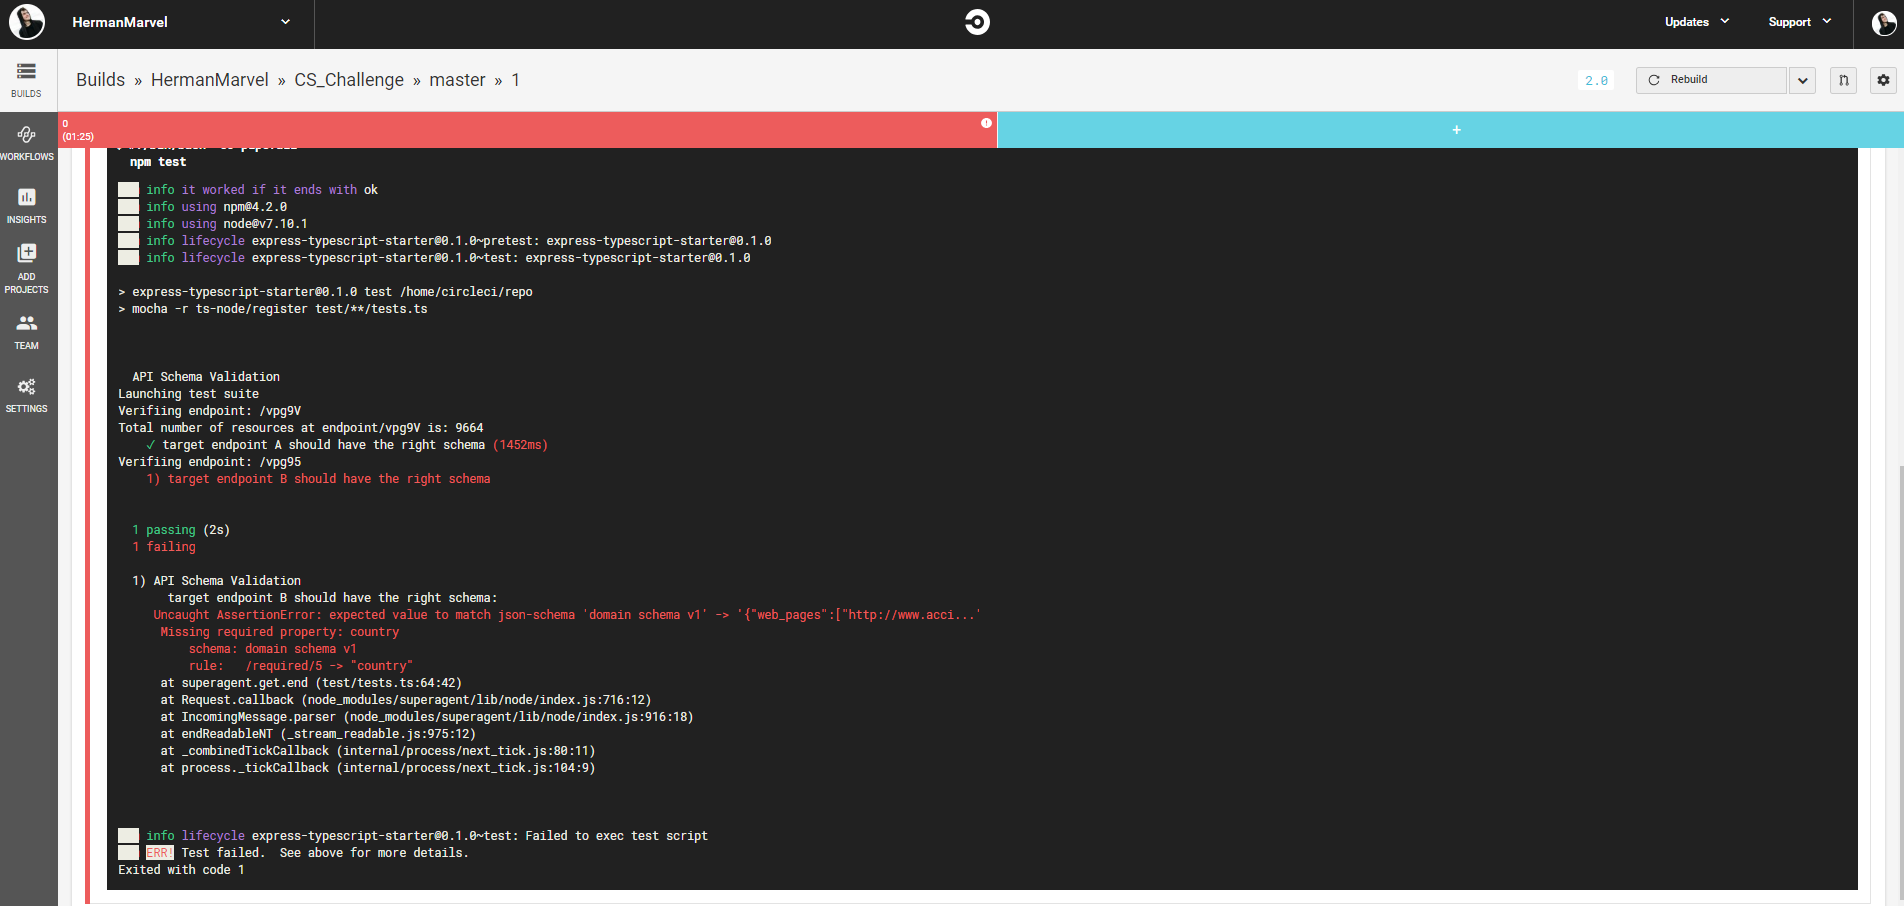 HermanMarvel
Updates
Support
BUILDS
Builds » HermanMarvel » CS_Challenge » master » 1
2.0
Rebuild
0
(01:25)
+
WORKFLOWS
INSIGHTS
ADD
PROJECTS
TEAM
SETTINGS
npm test
info it worked if it ends with ok
info using npm@4.2.0
info using node@v7.10.1
info lifecycle express-typescript-starter@0.1.0~pretest: express-typescript-starter@0.1.0
info lifecycle express-typescript-starter@0.1.0~test: express-typescript-starter@0.1.0
> express-typescript-starter@0.1.0 test /home/circleci/repo
> mocha -r ts-node/register test/**/tests.ts
API Schema Validation
Launching test suite
Verifiing endpoint: /vpg9V
Total number of resources at endpoint/vpg9V is: 9664
✓ target endpoint A should have the right schema (1452ms)
Verifiing endpoint: /vpg95
1) target endpoint B should have the right schema
1 passing (2s)
1 failing
1) API Schema Validation
target endpoint B should have the right schema:
Uncaught AssertionError: expected value to match json-schema 'domain schema v1' -> '{"web_pages":["http://www.acci...'
Missing required property: country
schema: domain schema v1
rule: /required/5 -> "country"
at superagent.get.end (test/tests.ts:64:42)
at Request.callback (node_modules/superagent/lib/node/index.js:716:12)
at IncomingMessage.parser (node_modules/superagent/lib/node/index.js:916:18)
at endReadableNT (_stream_readable.js:975:12)
at _combinedTickCallback (internal/process/next_tick.js:80:11)
at process._tickCallback (internal/process/next_tick.js:104:9)
info lifecycle express-typescript-starter@0.1.0~test: Failed to exec test script
ERR! Test failed.  See above for more details.
Exited with code 1